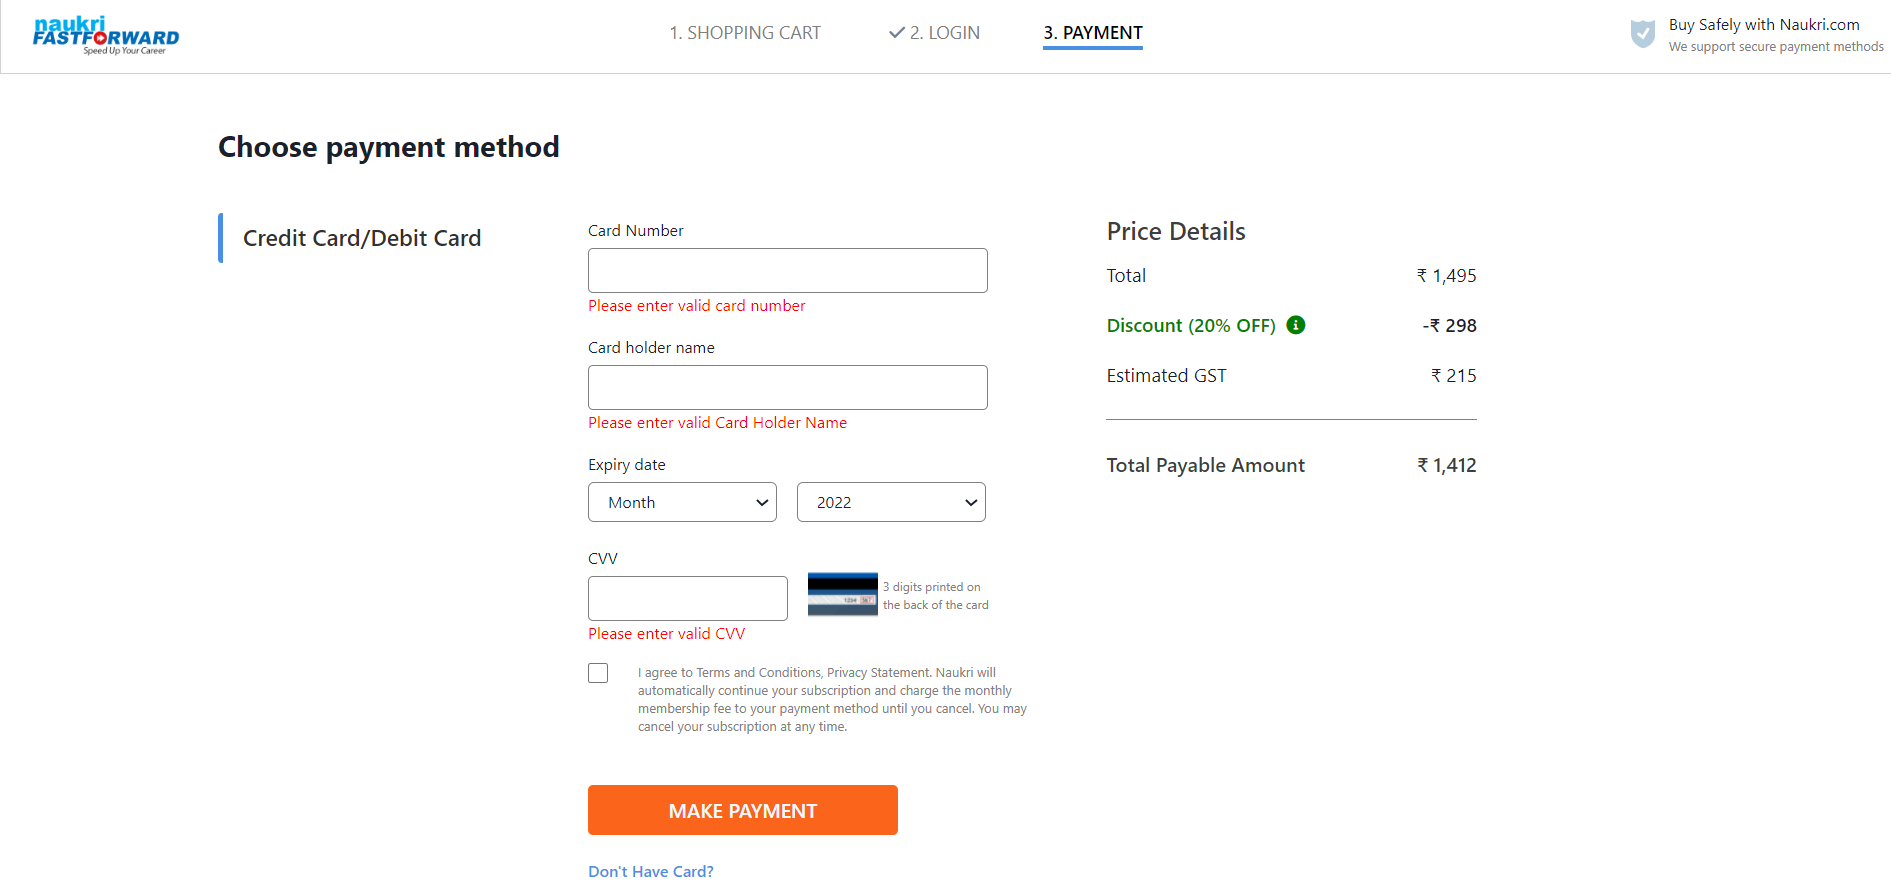 naukri
FASTFORWARD
Speed Up Your Career
1. SHOPPING CART
2. LOGIN
3. PAYMENT
Buy Safely with Naukri.com
We support secure payment methods
Choose payment method
Credit Card/Debit Card
Card Number
Please enter valid card number
Card holder name
Please enter valid Card Holder Name
Expiry date
Month
2022
CVV
3 digits printed on
the back of the card
Please enter valid CVV
I agree to Terms and Conditions, Privacy Statement. Naukri will
automatically continue your subscription and charge the monthly
membership fee to your payment method until you cancel. You may
cancel your subscription at any time.
MAKE PAYMENT
Don't Have Card?
Price Details
Total ₹ 1,495
Discount (20% OFF) -₹ 298
Estimated GST ₹ 215
Total Payable Amount ₹ 1,412